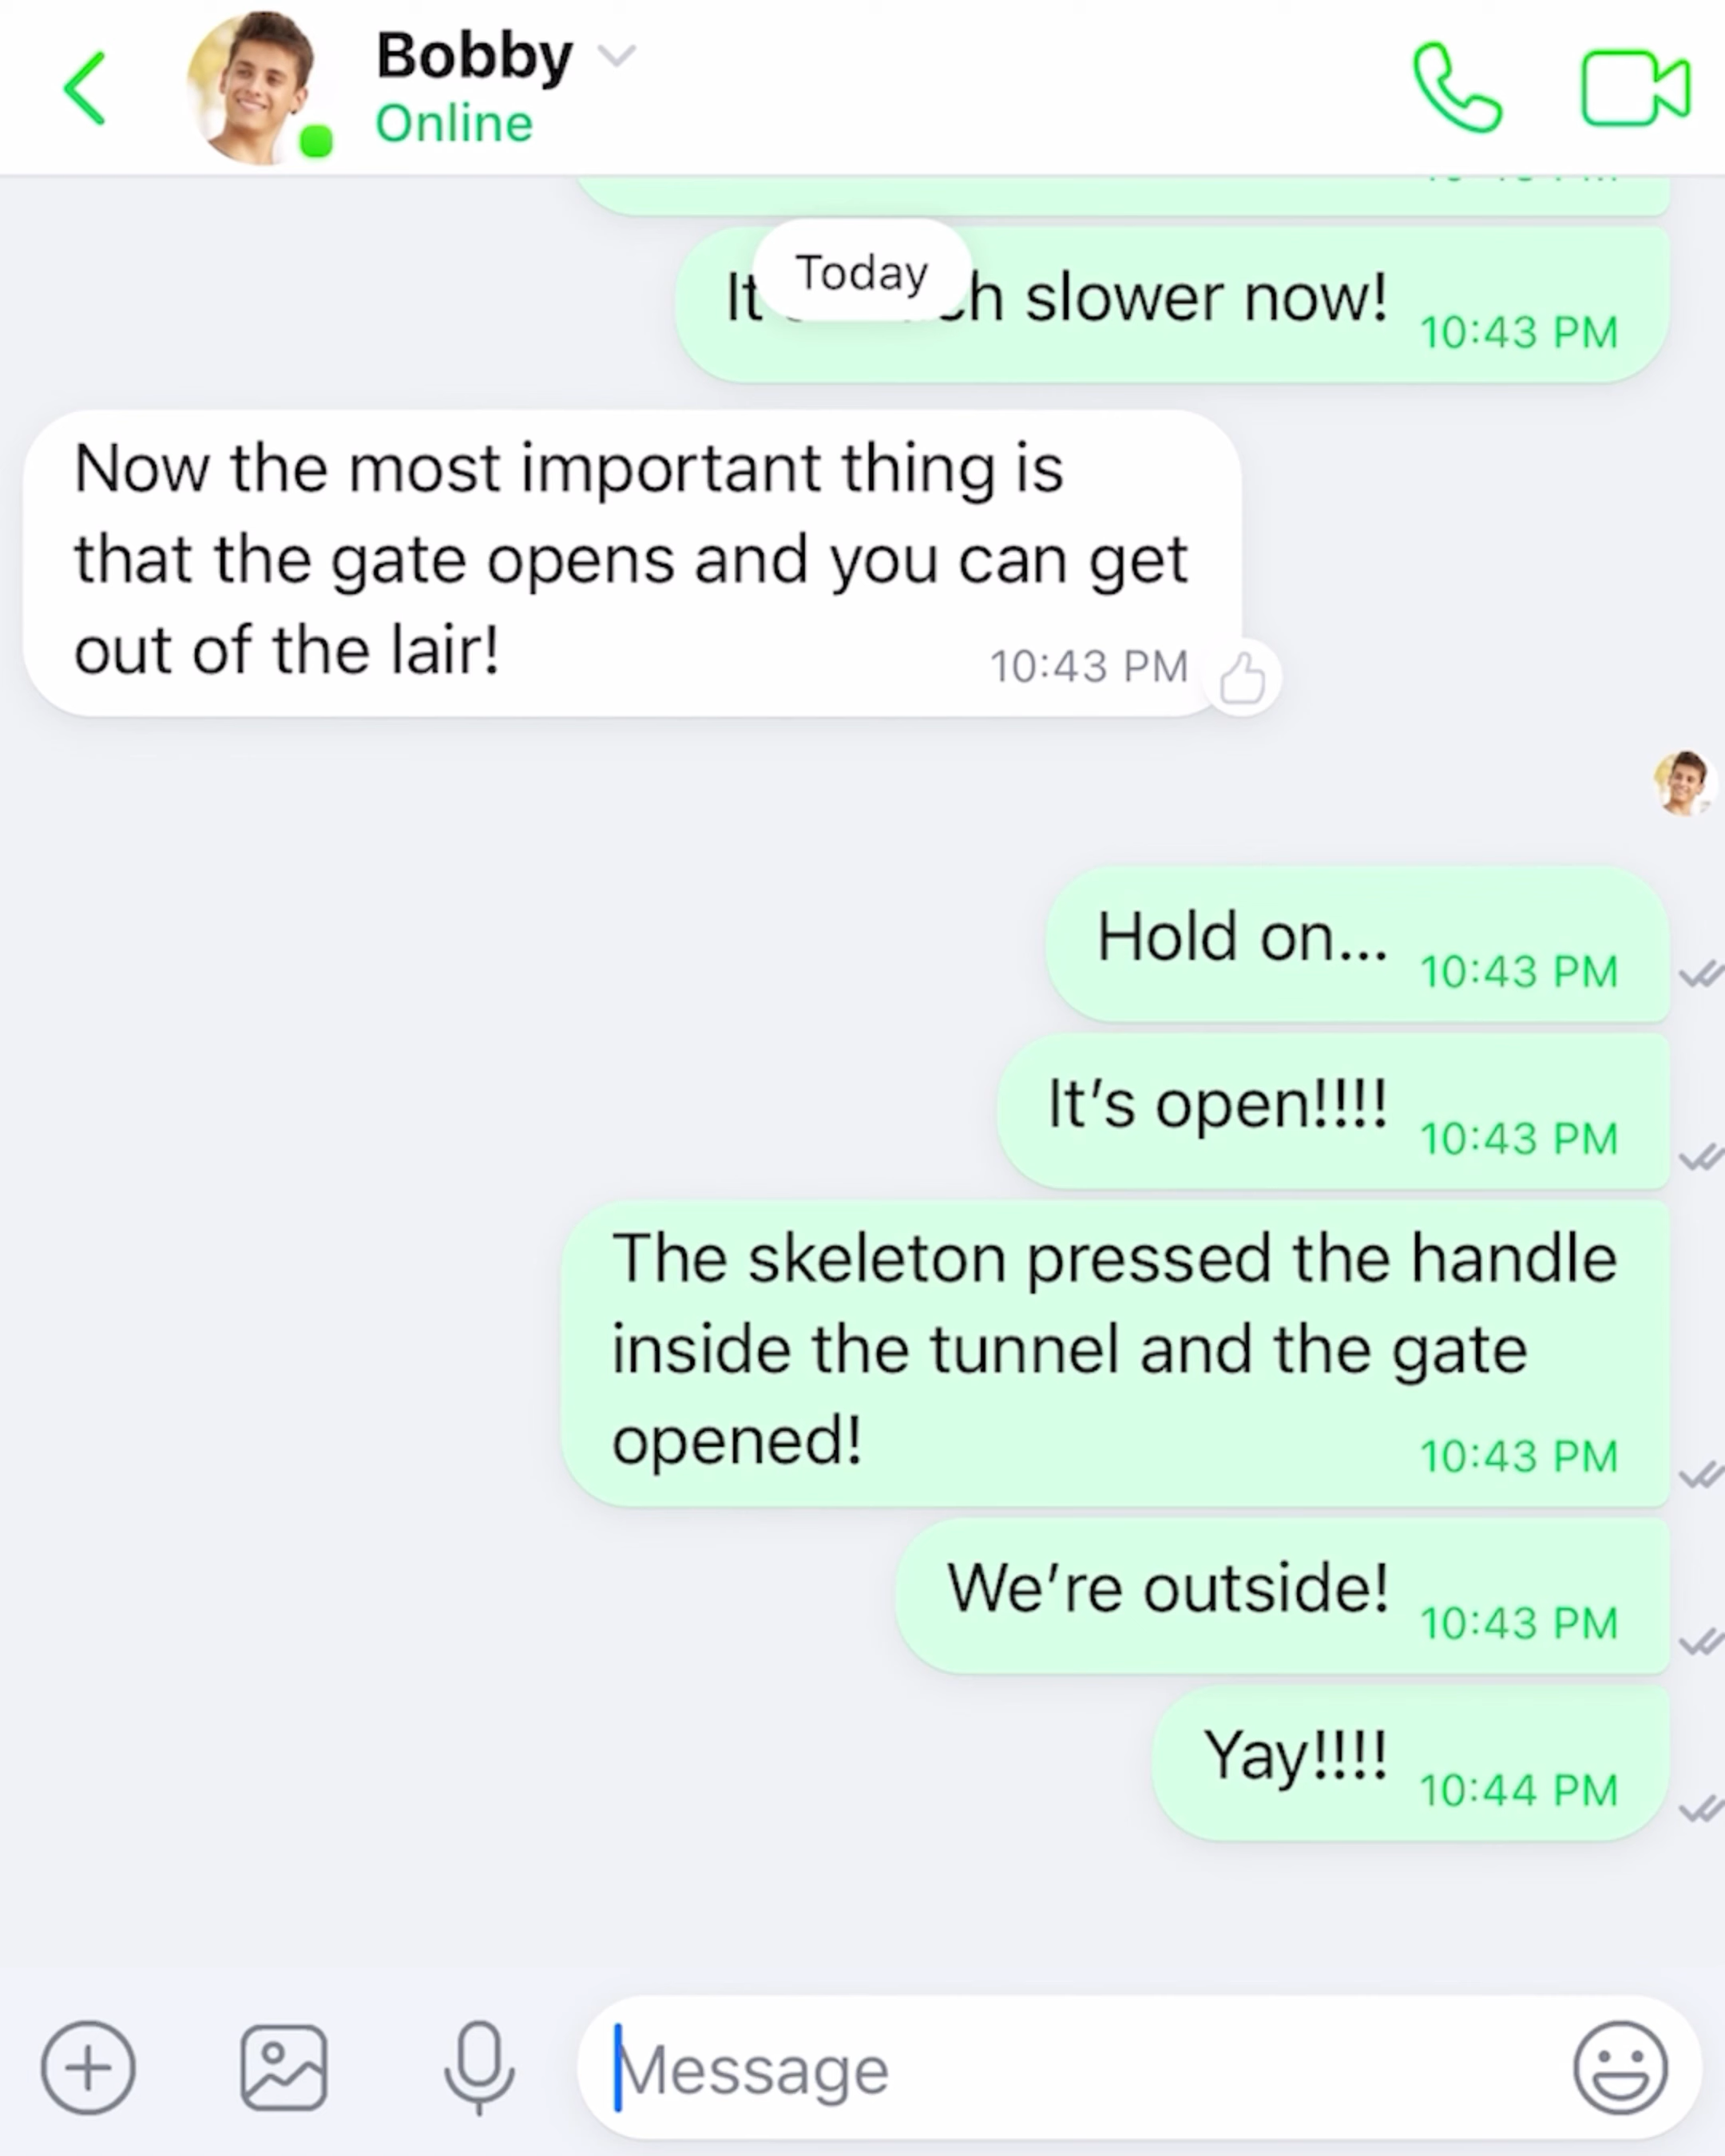 Bobby
Online
Today
It slower now!
10:43 PM
Now the most important thing is
that the gate opens and you can get
out of the lair!
10:43 PM
Hold on...
10:43 PM
It's open!!!!
10:43 PM
The skeleton pressed the handle
inside the tunnel and the gate
opened!
10:43 PM
We're outside!
10:43 PM
Yay!!!!
10:44 PM
Message